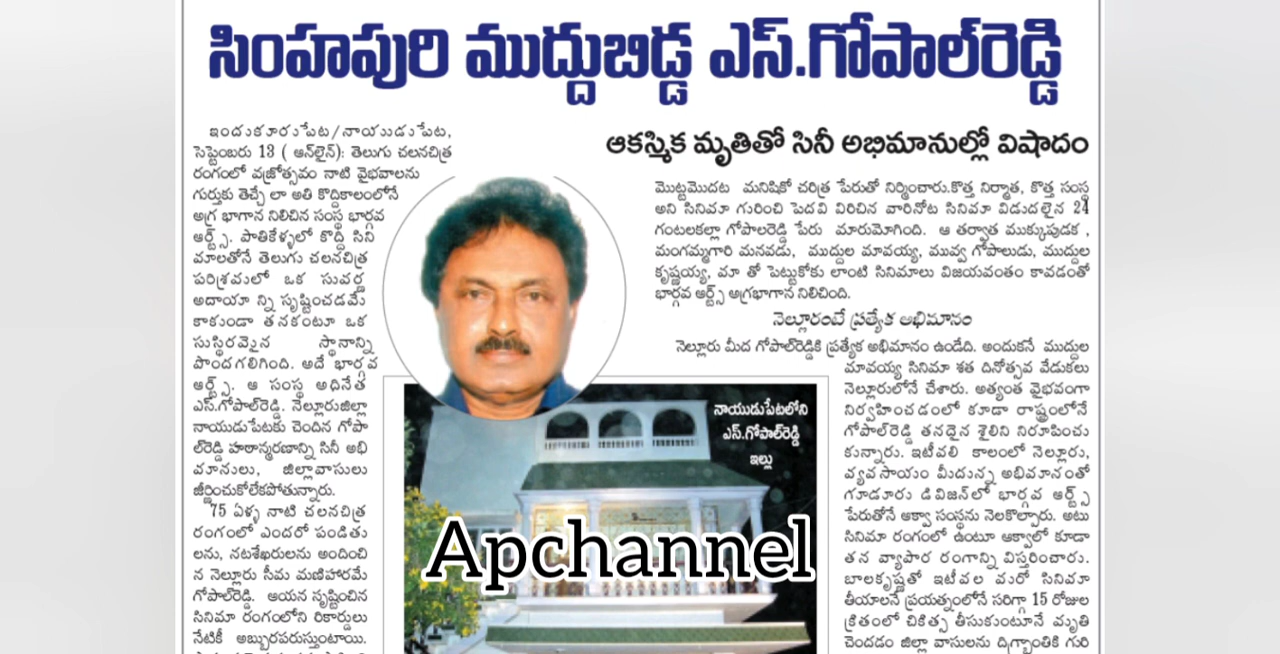 సింహపురి ముద్దుబిడ్డ ఎస్.గోపాల్‌రెడ్డి
ఆకస్మిక మృతితో సినీ అభిమానుల్లో విషాదం
ఇందుకూరుపేట/నాయుడుపేట,
సెప్టెంబరు 13 ( ఆన్‌లైన్): తెలుగు చలనచిత్ర
రంగంలో వజ్రోత్సవం నాటి వైభవాలను
గుర్తుకు తెచ్చే లా అతి కొద్దికాలంలోనే
అగ్ర భాగాన నిలిచిన సంస్థ భార్గవ
ఆర్ట్స్. పాతికేళ్ళలో కొద్ది సిని
మాలతోనే తెలుగు చలనచిత్ర
పరిశ్రమలో ఒక సువర్ణ
అదాయా న్ని సృష్టించడమే
కాకుండా తనకంటూ ఒక
సుస్థిరమైన స్థానాన్ని
పొందగలిగింది. అదే భార్గవ
ఆర్ట్స్. ఆ సంస్థ అధినేత
ఎస్.గోపాల్‌రెడ్డి. నెల్లూరుజిల్లా
నాయుడుపేటకు చెందిన గోపా
ల్‌రెడ్డి హఠాన్మరణాన్ని సినీ అభి
మానులు, జిల్లావాసులు
జీర్ణించుకోలేకపోతున్నారు.
75 ఏళ్ళ నాటి చలనచిత్ర
రంగంలో ఎందరో పండితు
లను, నటశేఖరులను అందించి
న నెల్లూరు సీమ మణిహారమే
గోపాల్‌రెడ్డి. ఆయన సృష్టించిన
సినిమా రంగంలోని రికార్డులు
నేటికీ అబ్బురపరుస్తుంటాయి.
నాయుడుపేటలోని
ఎస్.గోపాల్‌రెడ్డి
ఇల్లు
Apchannel
మొట్టమొదట మనిషికో చరిత్ర పేరుతో నిర్మించారు.కొత్త నిర్మాత, కొత్త సంస్థ
అని సినిమా గురించి పెదవి విరిచిన వారినోట సినిమా విడుదలైన 24
గంటలకల్లా గోపాలరెడ్డి పేరు మారుమోగింది. ఆ తర్వాత ముక్కుపుడక ,
మంగమ్మగారి మనవడు, ముద్దుల మావయ్య, మువ్వ గోపాలుడు, ముద్దుల
కృష్ణయ్య, మా తో పెట్టుకోకు లాంటి సినిమాలు విజయవంతం కావడంతో
భార్గవ ఆర్ట్స్ అగ్రభాగాన నిలిచింది.
నెల్లూరంటే ప్రత్యేక అభిమానం
నెల్లూరు మీద గోపాల్‌రెడ్డికి ప్రత్యేక అభిమానం ఉండేది. అందుకనే ముద్దుల
మావయ్య సినిమా శత దినోత్సవ వేడుకలు
నెల్లూరులోనే చేశారు. అత్యంత వైభవంగా
నిర్వహించడంలో కూడా రాష్ట్రంలోనే
గోపాల్‌రెడ్డి తనదైన శైలిని నిరూపించు
కున్నారు. ఇటీవలి కాలంలో నెల్లూరు,
వ్యవసాయం మీదున్న అభిమానంతో
గూడూరు డివిజన్‌లో భార్గవ ఆర్ట్స్
పేరుతోనే ఆక్వా సంస్థను నెలకొల్పారు. అటు
సినిమా రంగంలో ఉంటూ ఆక్వాలో కూడా
తన వ్యాపార రంగాన్ని విస్తరించారు.
బాలకృష్ణతో ఇటీవల మరో సినిమా
తీయాలనే ప్రయత్నంలోనే సరిగ్గా 15 రోజుల
క్రితంలో చికిత్స తీసుకుంటూనే మృతి
చెందడం జిల్లా వాసులను దిగ్భ్రాంతికి గురి